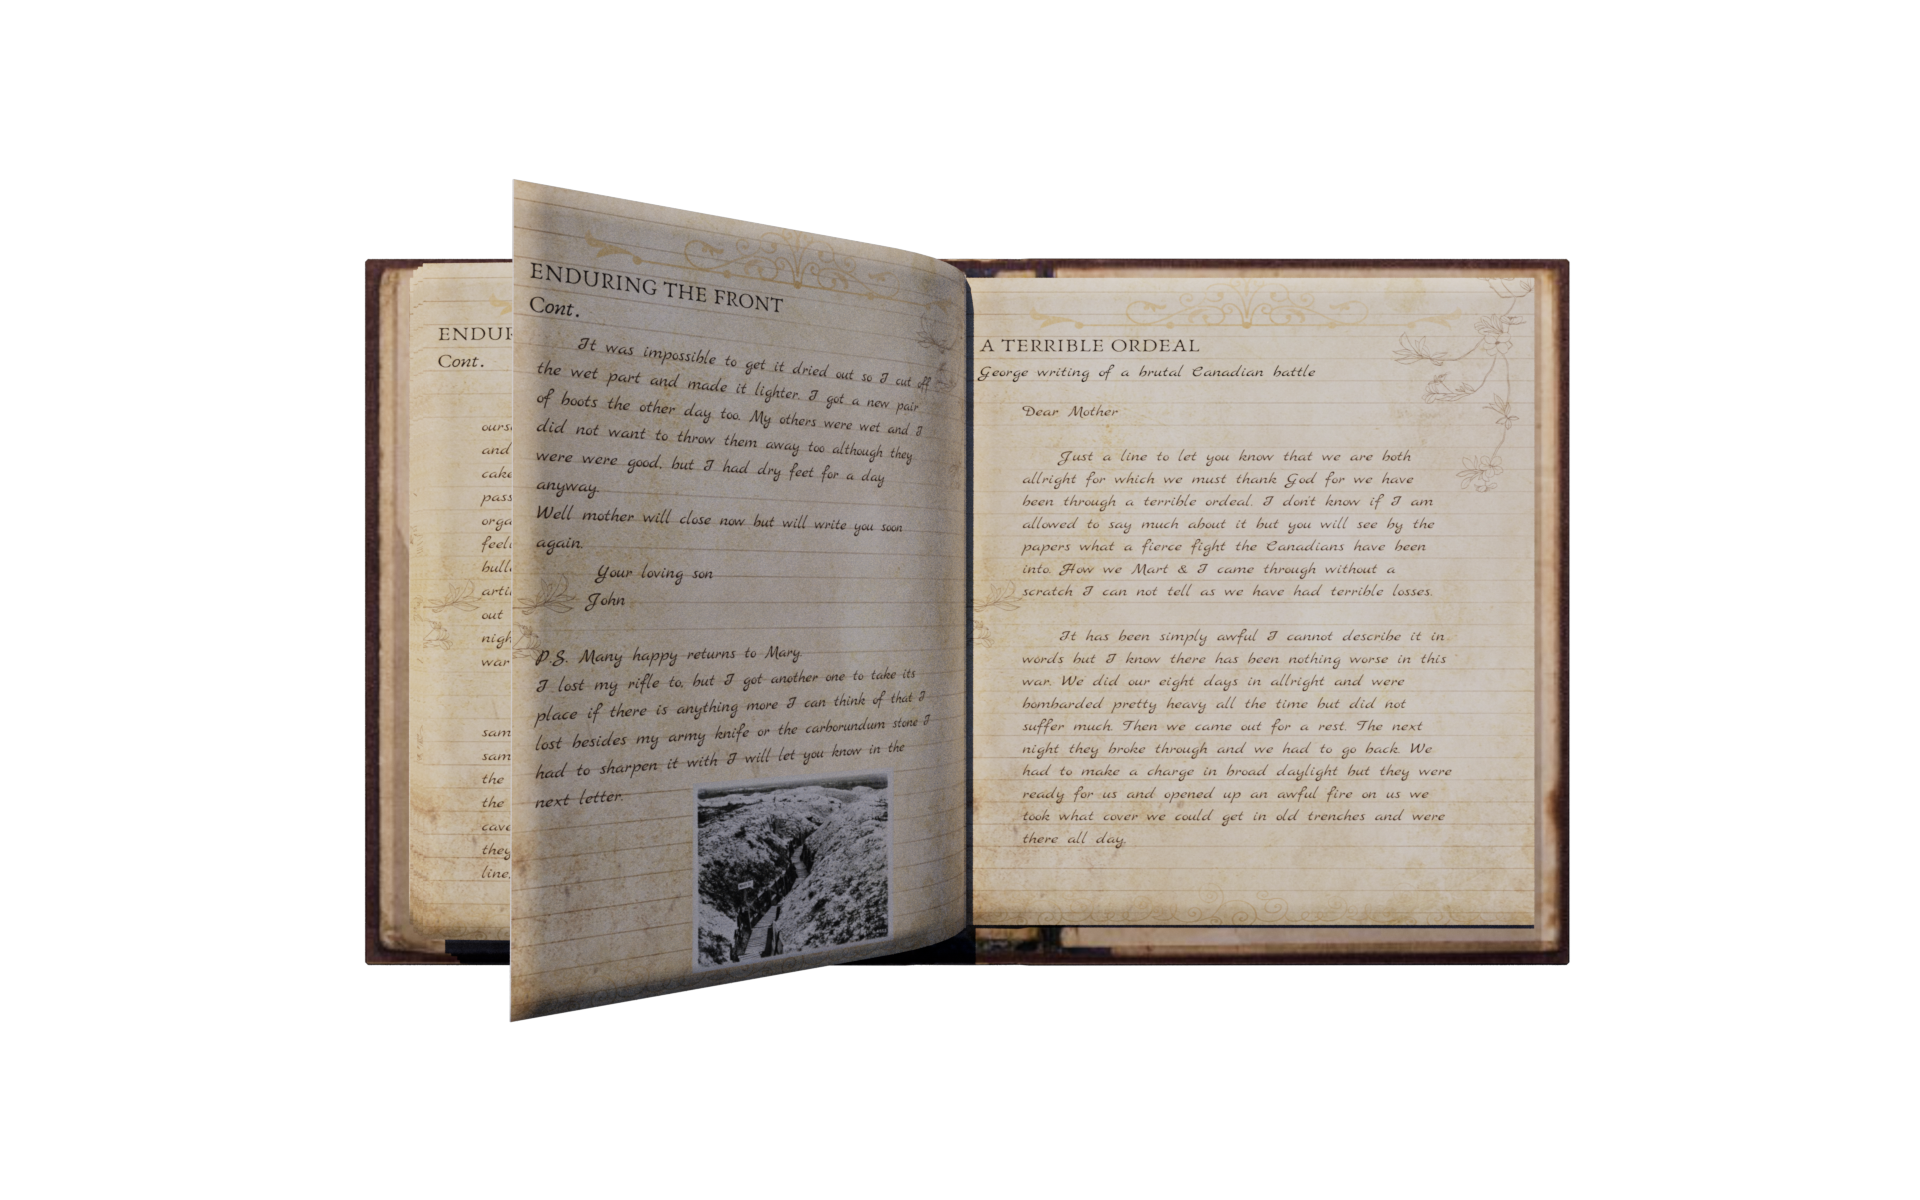 ENDUR
Cont.
and
out
war
the
the
they
line.
ENDURING THE FRONT
Cont.
It was impossible to get it dried out so I cut off
the wet part and made it lighter. I got a new pair
of boots the other day too. My others were wet and I
did not want to throw them away too although they
were were good, but I had dry feet for a day
anyway.
Well mother will close now but will write you soon
again.
Your loving son
John
P.S. Many happy returns to Mary.
I lost my rifle to, but I got another one to take its
place if there is anything more I can think of that I
lost besides my army knife or the carborundum stone I
had to sharpen it with I will let you know in the
next letter.
A TERRIBLE ORDEAL
George writing of a brutal Canadian battle
Dear Mother
Just a line to let you know that we are both
allright for which we must thank God for we have
been through a terrible ordeal. I don't know if I am
allowed to say much about it but you will see by the
papers what a fierce fight the Canadians have been
into. How we Mart & I came through without a
scratch I can not tell as we have had terrible losses.
It has been simply awful I cannot describe it in
words but I know there has been nothing worse in this
war. We did our eight days in allright and were
bombarded pretty heavy all the time but did not
suffer much. Then we came out for a rest. The next
night they broke through and we had to go back. We
had to make a charge in broad daylight but they were
ready for us and opened up an awful fire on us we
took what cover we could get in old trenches and were
there all day.